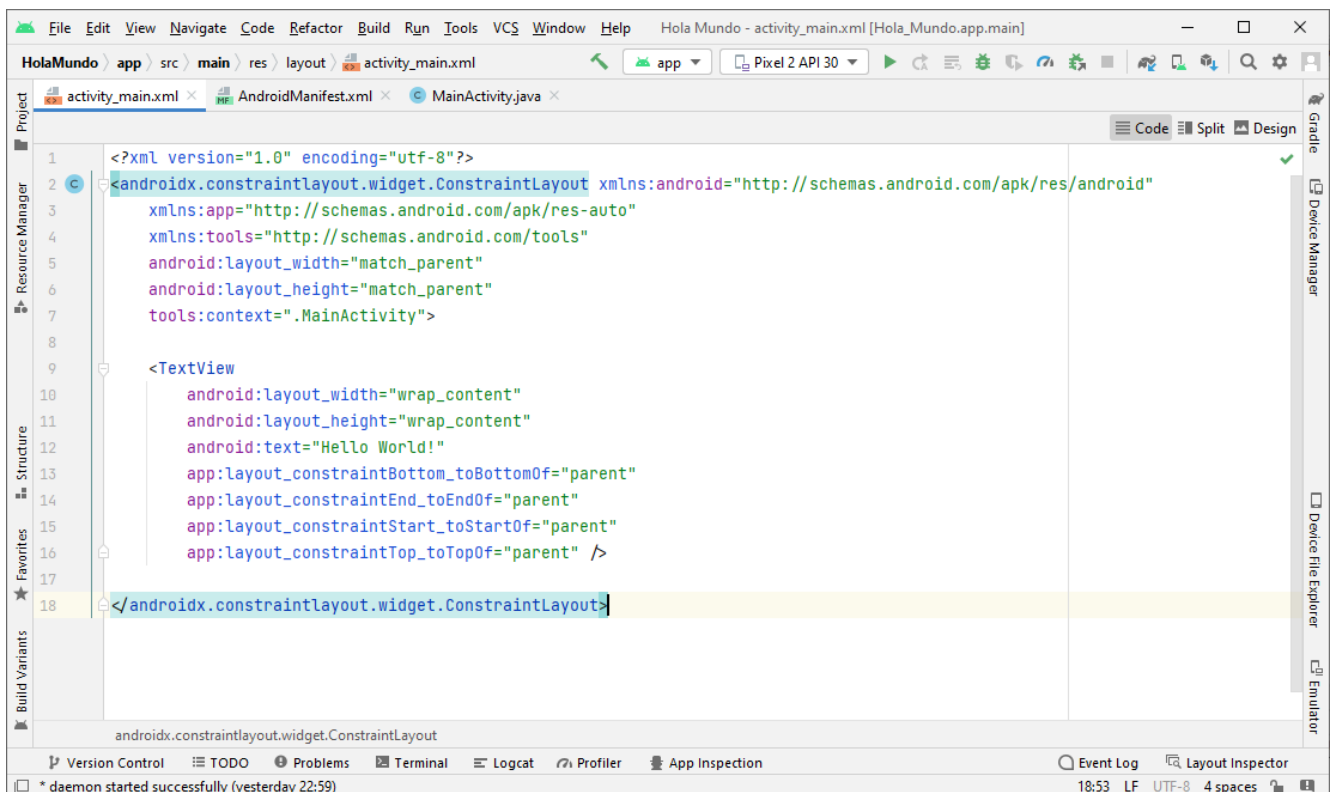 File Edit View Navigate Code Refactor Build Run Tools VCS Window Help Hola Mundo - activity_main.xml [Hola_Mundo.app.main]
HolaMundo app src main res layout activity_main.xml app Pixel 2 API 30
activity_main.xml AndroidManifest.xml MainActivity.java
Code Split Design
1 <?xml version="1.0" encoding="utf-8"?>
2 <androidx.constraintlayout.widget.ConstraintLayout xmlns:android="http://schemas.android.com/apk/res/android"
3 xmlns:app="http://schemas.android.com/apk/res-auto"
4 xmlns:tools="http://schemas.android.com/tools"
5 android:layout_width="match_parent"
6 android:layout_height="match_parent"
7 tools:context=".MainActivity">
8
9 <TextView
10 android:layout_width="wrap_content"
11 android:layout_height="wrap_content"
12 android:text="Hello World!"
13 app:layout_constraintBottom_toBottomOf="parent"
14 app:layout_constraintEnd_toEndOf="parent"
15 app:layout_constraintStart_toStartOf="parent"
16 app:layout_constraintTop_toTopOf="parent" />
17
18 </androidx.constraintlayout.widget.ConstraintLayout>
androidx.constraintlayout.widget.ConstraintLayout
Project
Resource Manager
Structure
Favorites
Build Variants
Gradle
Device Manager
Device File Explorer
Emulator
Version Control TODO Problems Terminal Logcat Profiler App Inspection Event Log Layout Inspector
* daemon started successfully (yesterday 22:59) 18:53 LF UTF-8 4 spaces